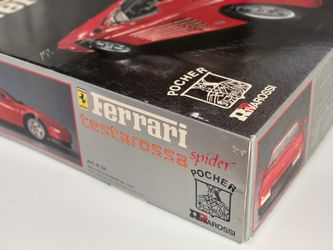 POCHER
RIVAROSSI
Ferrari
testarossa
spider
POCHER
RIVAROSSI